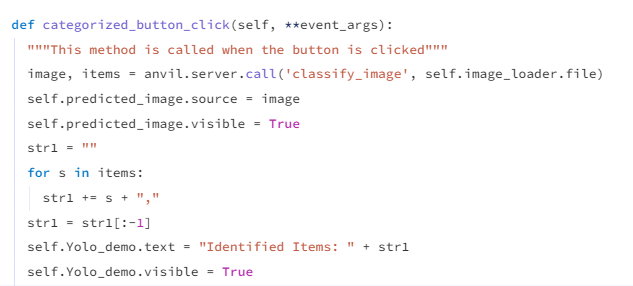 def categorized_button_click(self, **event_args):
  """This method is called when the button is clicked"""
  image, items = anvil.server.call('classify_image', self.image_loader.file)
  self.predicted_image.source = image
  self.predicted_image.visible = True
  str1 = ""
  for s in items:
    str1 += s + ","
  str1 = str1[:-1]
  self.Yolo_demo.text = "Identified Items: " + str1
  self.Yolo_demo.visible = True